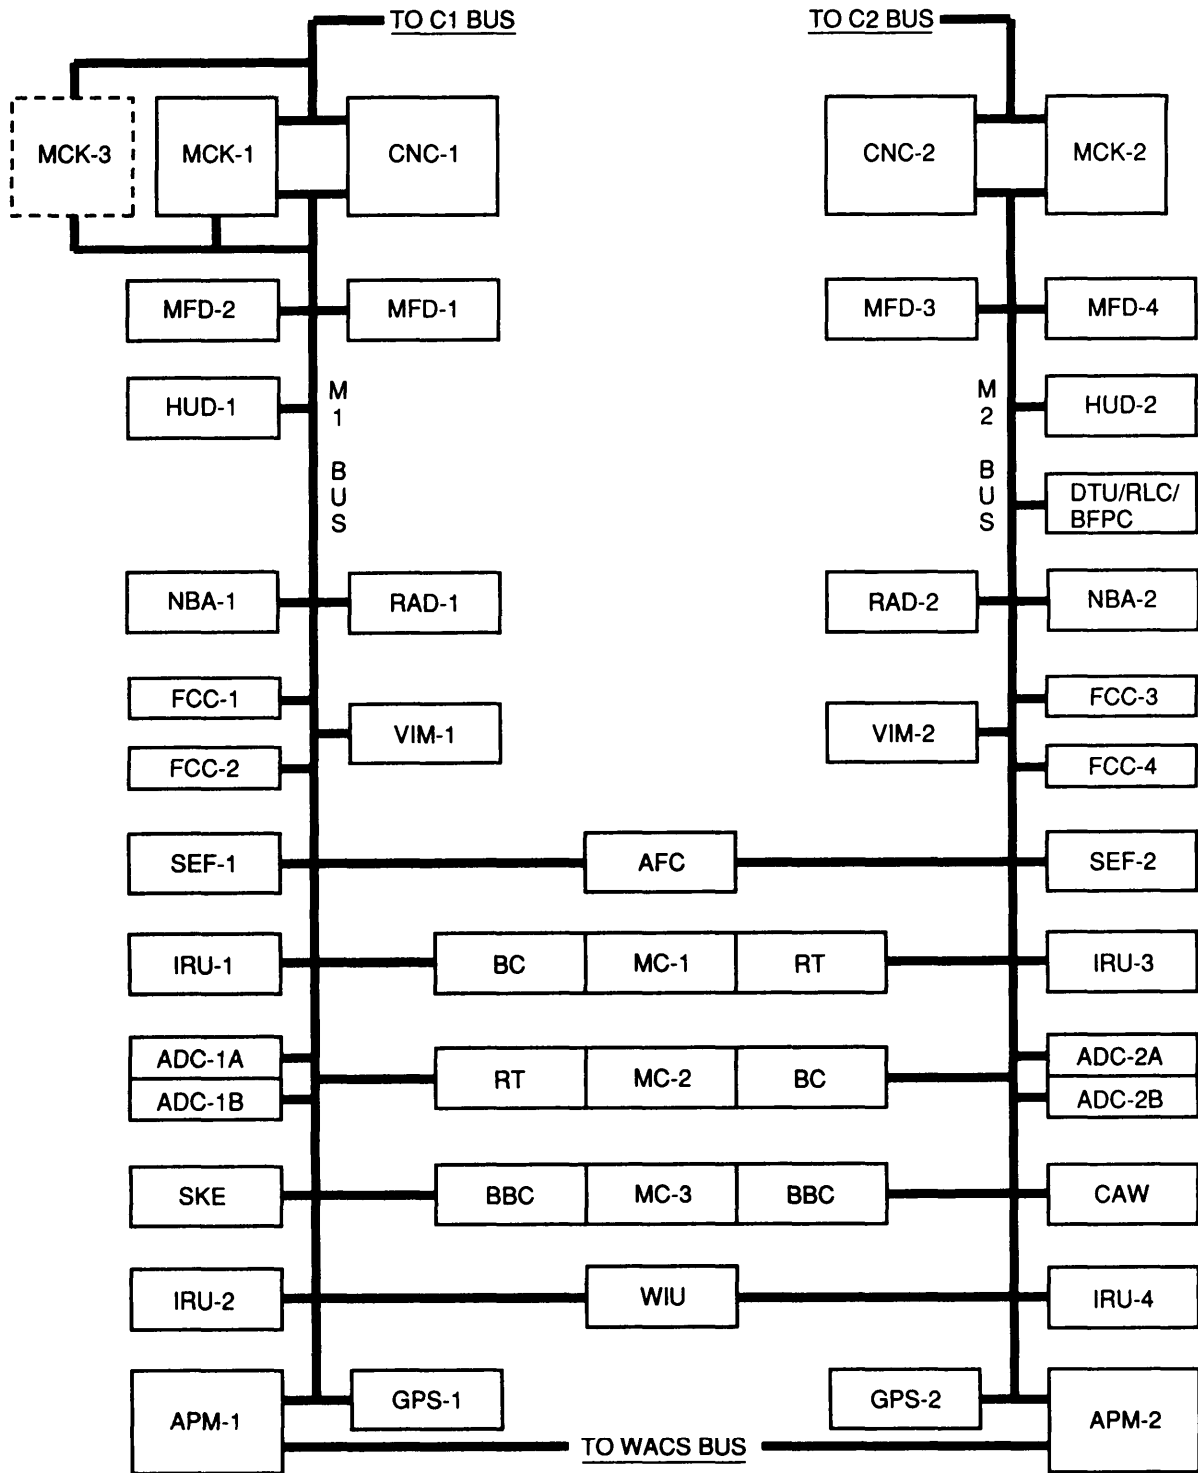 TO C1 BUS
TO C2 BUS
MCK-3
MCK-1
CNC-1
CNC-2
MCK-2
MFD-2
MFD-1
MFD-3
MFD-4
HUD-1
M1 BUS
M2 BUS
HUD-2
DTU/RLC/
BFPC
NBA-1
RAD-1
RAD-2
NBA-2
FCC-1
VIM-1
VIM-2
FCC-3
FCC-2
FCC-4
SEF-1
AFC
SEF-2
IRU-1
BC
MC-1
RT
IRU-3
ADC-1A
ADC-1B
RT
MC-2
BC
ADC-2A
ADC-2B
SKE
BBC
MC-3
BBC
CAW
IRU-2
WIU
IRU-4
APM-1
GPS-1
GPS-2
APM-2
TO WACS BUS